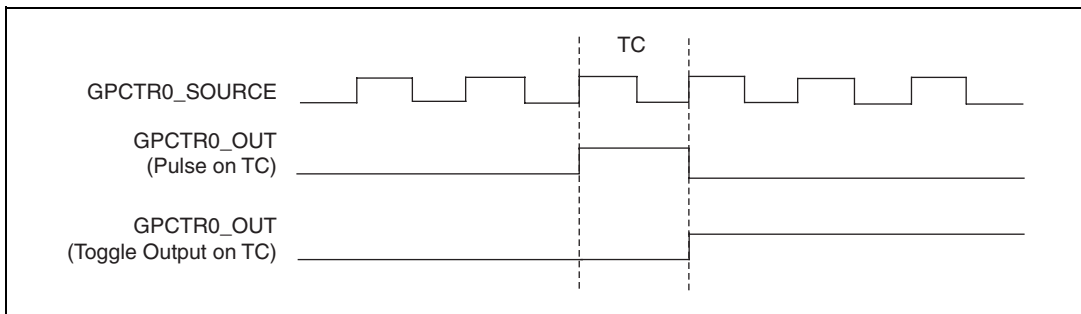 TC
GPCTR0_SOURCE
GPCTR0_OUT
(Pulse on TC)
GPCTR0_OUT
(Toggle Output on TC)